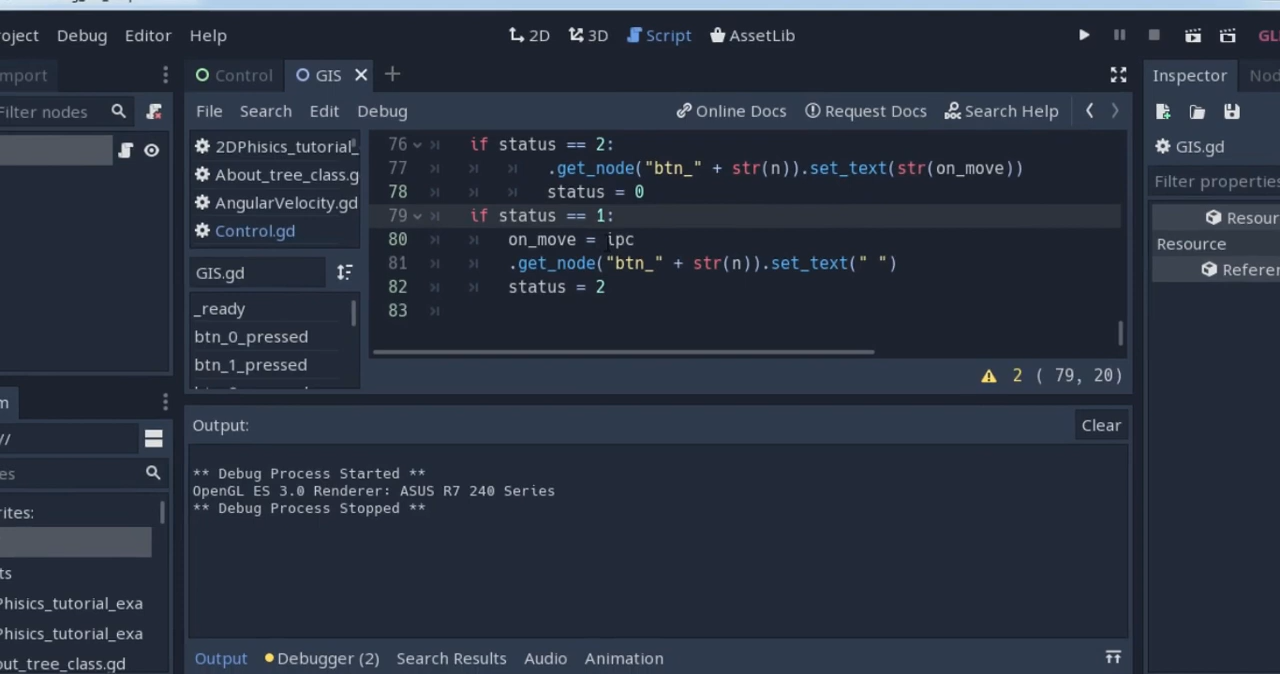 oject Debug Editor Help 2D 3D Script AssetLib GL
mport Control GIS Inspector Nod
Filter nodes File Search Edit Debug Online Docs Request Docs Search Help
GIS.gd
Filter properties
Resour
Resource
Referen
2DPhisics_tutorial_
About_tree_class.g
AngularVelocity.gd
Control.gd
GIS.gd
_ready
btn_0_pressed
btn_1_pressed
76 if status == 2:
77 .get_node("btn_" + str(n)).set_text(str(on_move))
78 status = 0
79 if status == 1:
80 on_move = ipc
81 .get_node("btn_" + str(n)).set_text(" ")
82 status = 2
83
2 ( 79, 20)
m
//
es
rites:
ts
Phisics_tutorial_exa
Phisics_tutorial_exa
out_tree_class.gd
Output: Clear
** Debug Process Started **
OpenGL ES 3.0 Renderer: ASUS R7 240 Series
** Debug Process Stopped **
Output Debugger (2) Search Results Audio Animation